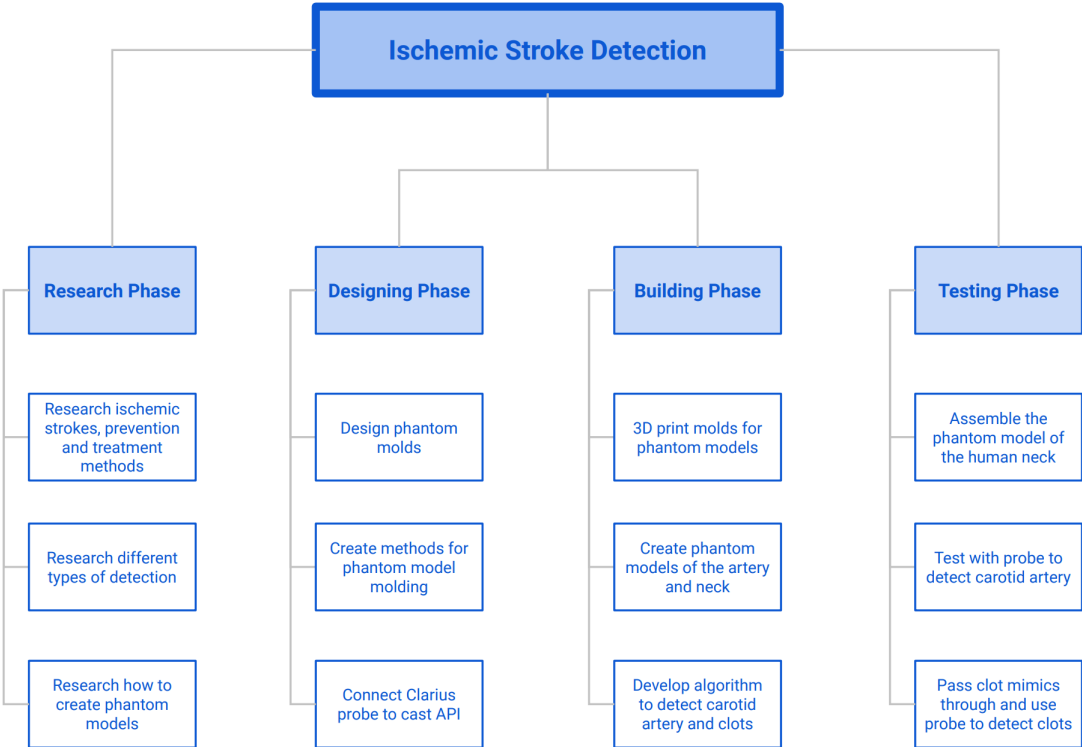 Ischemic Stroke Detection
Research Phase
Designing Phase
Building Phase
Testing Phase
Research ischemic
strokes, prevention
and treatment
methods
Design phantom
molds
3D print molds for
phantom models
Assemble the
phantom model of
the human neck
Research different
types of detection
Create methods for
phantom model
molding
Create phantom
models of the artery
and neck
Test with probe to
detect carotid artery
Research how to
create phantom
models
Connect Clarius
probe to cast API
Develop algorithm
to detect carotid
artery and clots
Pass clot mimics
through and use
probe to detect clots